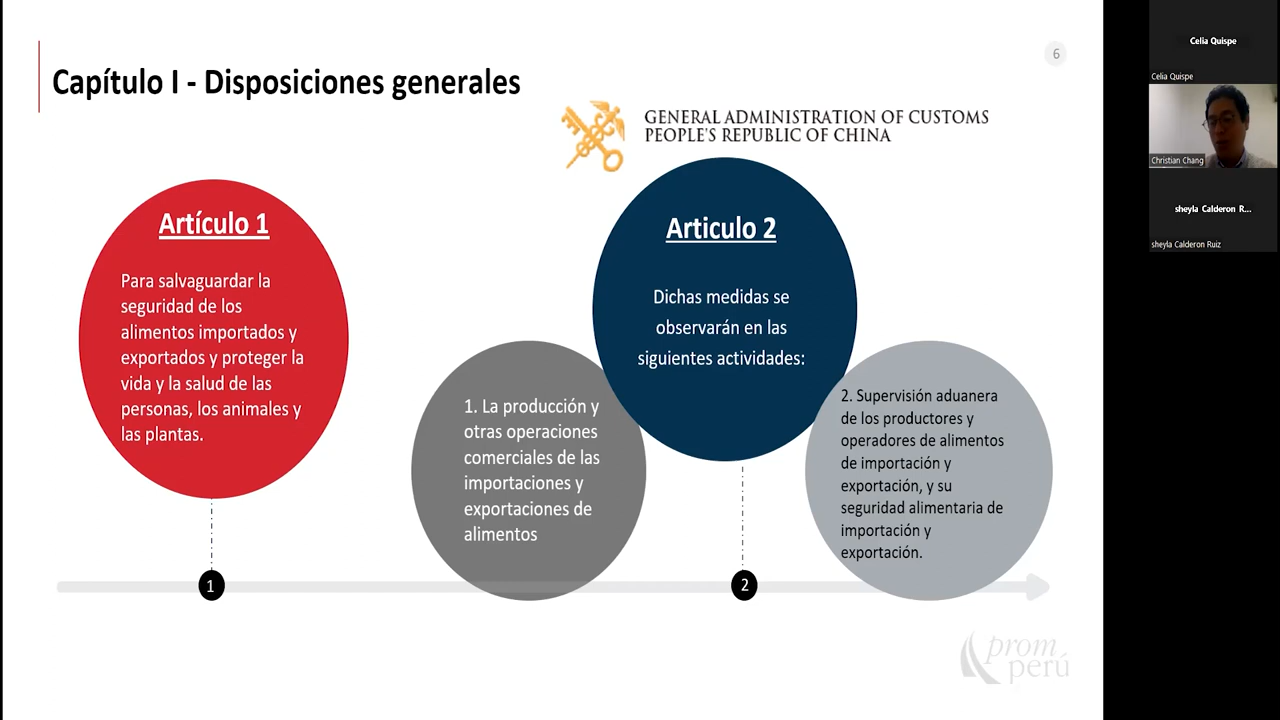 6
Capítulo I - Disposiciones generales
GENERAL ADMINISTRATION OF CUSTOMS
PEOPLE'S REPUBLIC OF CHINA
Artículo 1
Para salvaguardar la
seguridad de los
alimentos importados y
exportados y proteger la
vida y la salud de las
personas, los animales y
las plantas.
Articulo 2
Dichas medidas se
observarán en las
siguientes actividades:
1. La producción y
otras operaciones
comerciales de las
importaciones y
exportaciones de
alimentos
2. Supervisión aduanera
de los productores y
operadores de alimentos
de importación y
exportación, y su
seguridad alimentaria de
importación y
exportación.
1
2
prom
perú
Celia Quispe
Celia Quispe
Christian Chang
sheyla Calderon R...
sheyla Calderon Ruiz